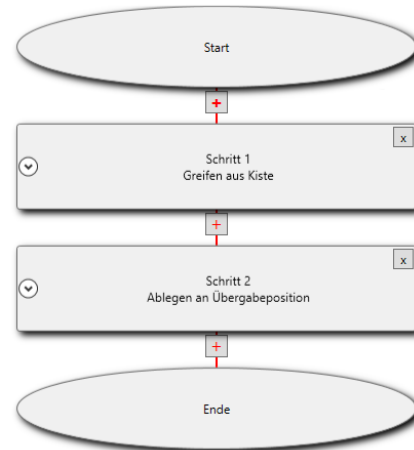 Start
+
x
Schritt 1
Greifen aus Kiste
+
x
Schritt 2
Ablegen an Übergabeposition
+
Ende